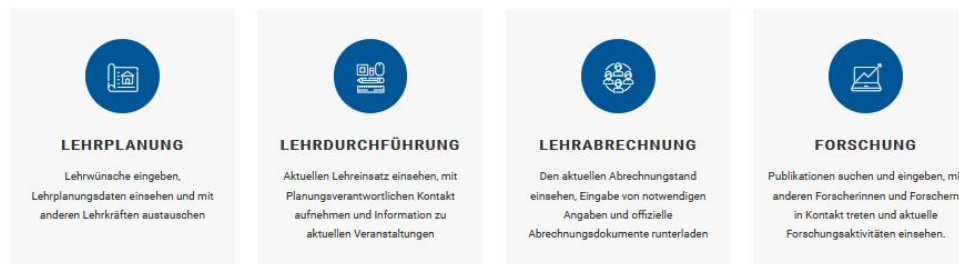 LEHRPLANUNG
Lehrwünsche eingeben,
Lehrplanungsdaten einsehen und mit
anderen Lehrkräften austauschen
LEHRDURCHFÜHRUNG
Aktuellen Lehreinsatz einsehen, mit
Planungsverantwortlichen Kontakt
aufnehmen und Information zu
aktuellen Veranstaltungen
LEHRABRECHNUNG
Den aktuellen Abrechnungstand
einsehen, Eingabe von notwendigen
Angaben und offizielle
Abrechnungsdokumente runterladen
FORSCHUNG
Publikationen suchen und eingeben, mi
anderen Forscherinnen und Forschern
in Kontakt treten und aktuelle
Forschungsaktivitäten einsehen.